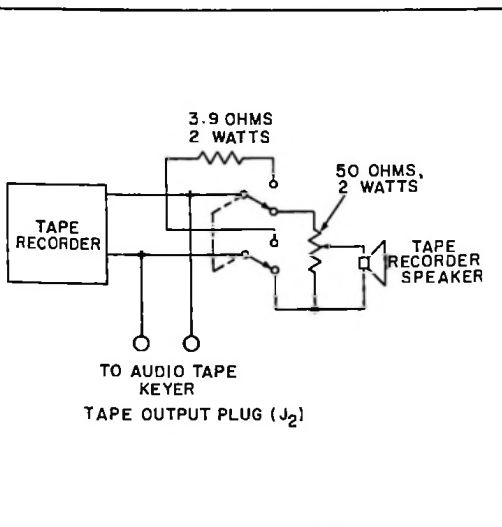 3.9 OHMS
2 WATTS
50 OHMS,
2 WATTS
TAPE
RECORDER
TAPE
RECORDER
SPEAKER
TO AUDIO TAPE
KEYER
TAPE OUTPUT PLUG (J2)